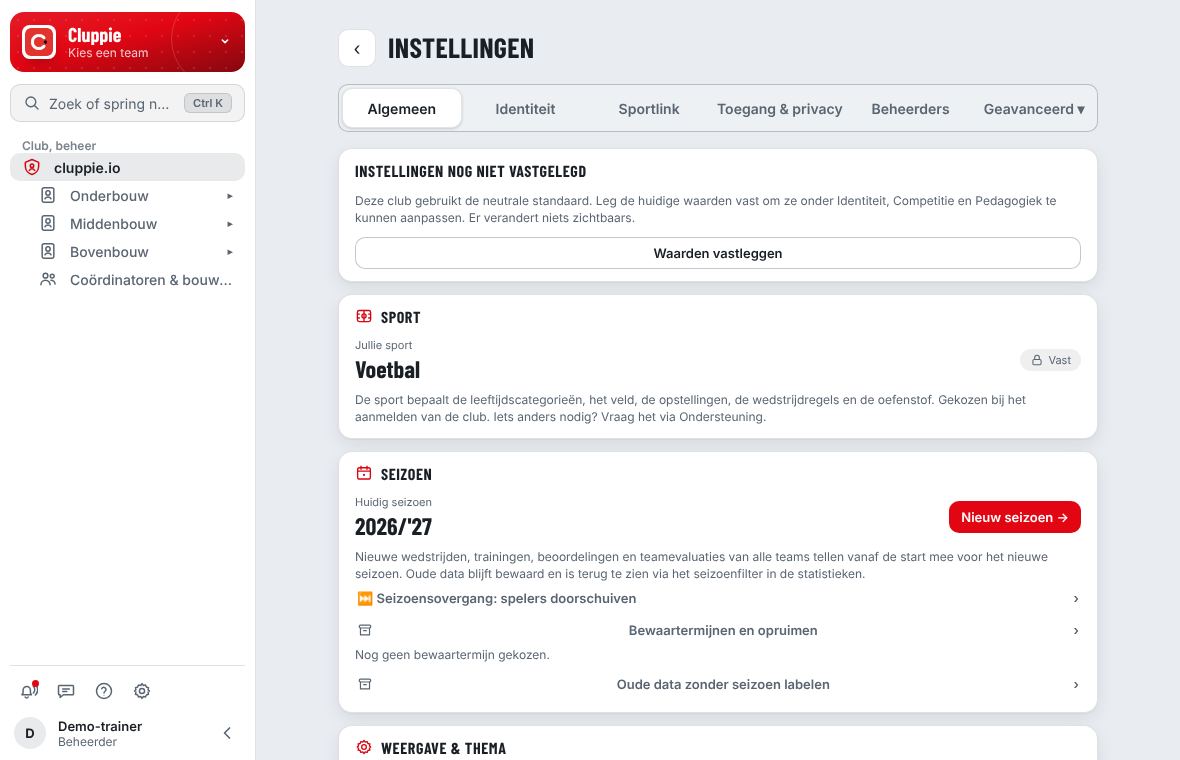 Cluppie
Kies een team
Zoek of spring n...
Ctrl K
Club, beheer
cluppie.io
Onderbouw
Middenbouw
Bovenbouw
Coördinatoren & bouw...
D
Demo-trainer
Beheerder
INSTELLINGEN
Algemeen
Identiteit
Sportlink
Toegang & privacy
Beheerders
Geavanceerd ▾
INSTELLINGEN NOG NIET VASTGELEGD
Deze club gebruikt de neutrale standaard. Leg de huidige waarden vast om ze onder Identiteit, Competitie en Pedagogiek te
kunnen aanpassen. Er verandert niets zichtbaars.
Waarden vastleggen
SPORT
Jullie sport
Voetbal
Vast
De sport bepaalt de leeftijdscategorieën, het veld, de opstellingen, de wedstrijdregels en de oefenstof. Gekozen bij het
aanmelden van de club. Iets anders nodig? Vraag het via Ondersteuning.
SEIZOEN
Huidig seizoen
2026/'27
Nieuw seizoen →
Nieuwe wedstrijden, trainingen, beoordelingen en teamevaluaties van alle teams tellen vanaf de start mee voor het nieuwe
seizoen. Oude data blijft bewaard en is terug te zien via het seizoenfilter in de statistieken.
⏭️ Seizoensovergang: spelers doorschuiven ›
Bewaartermijnen en opruimen ›
Nog geen bewaartermijn gekozen.
Oude data zonder seizoen labelen ›
WEERGAVE & THEMA